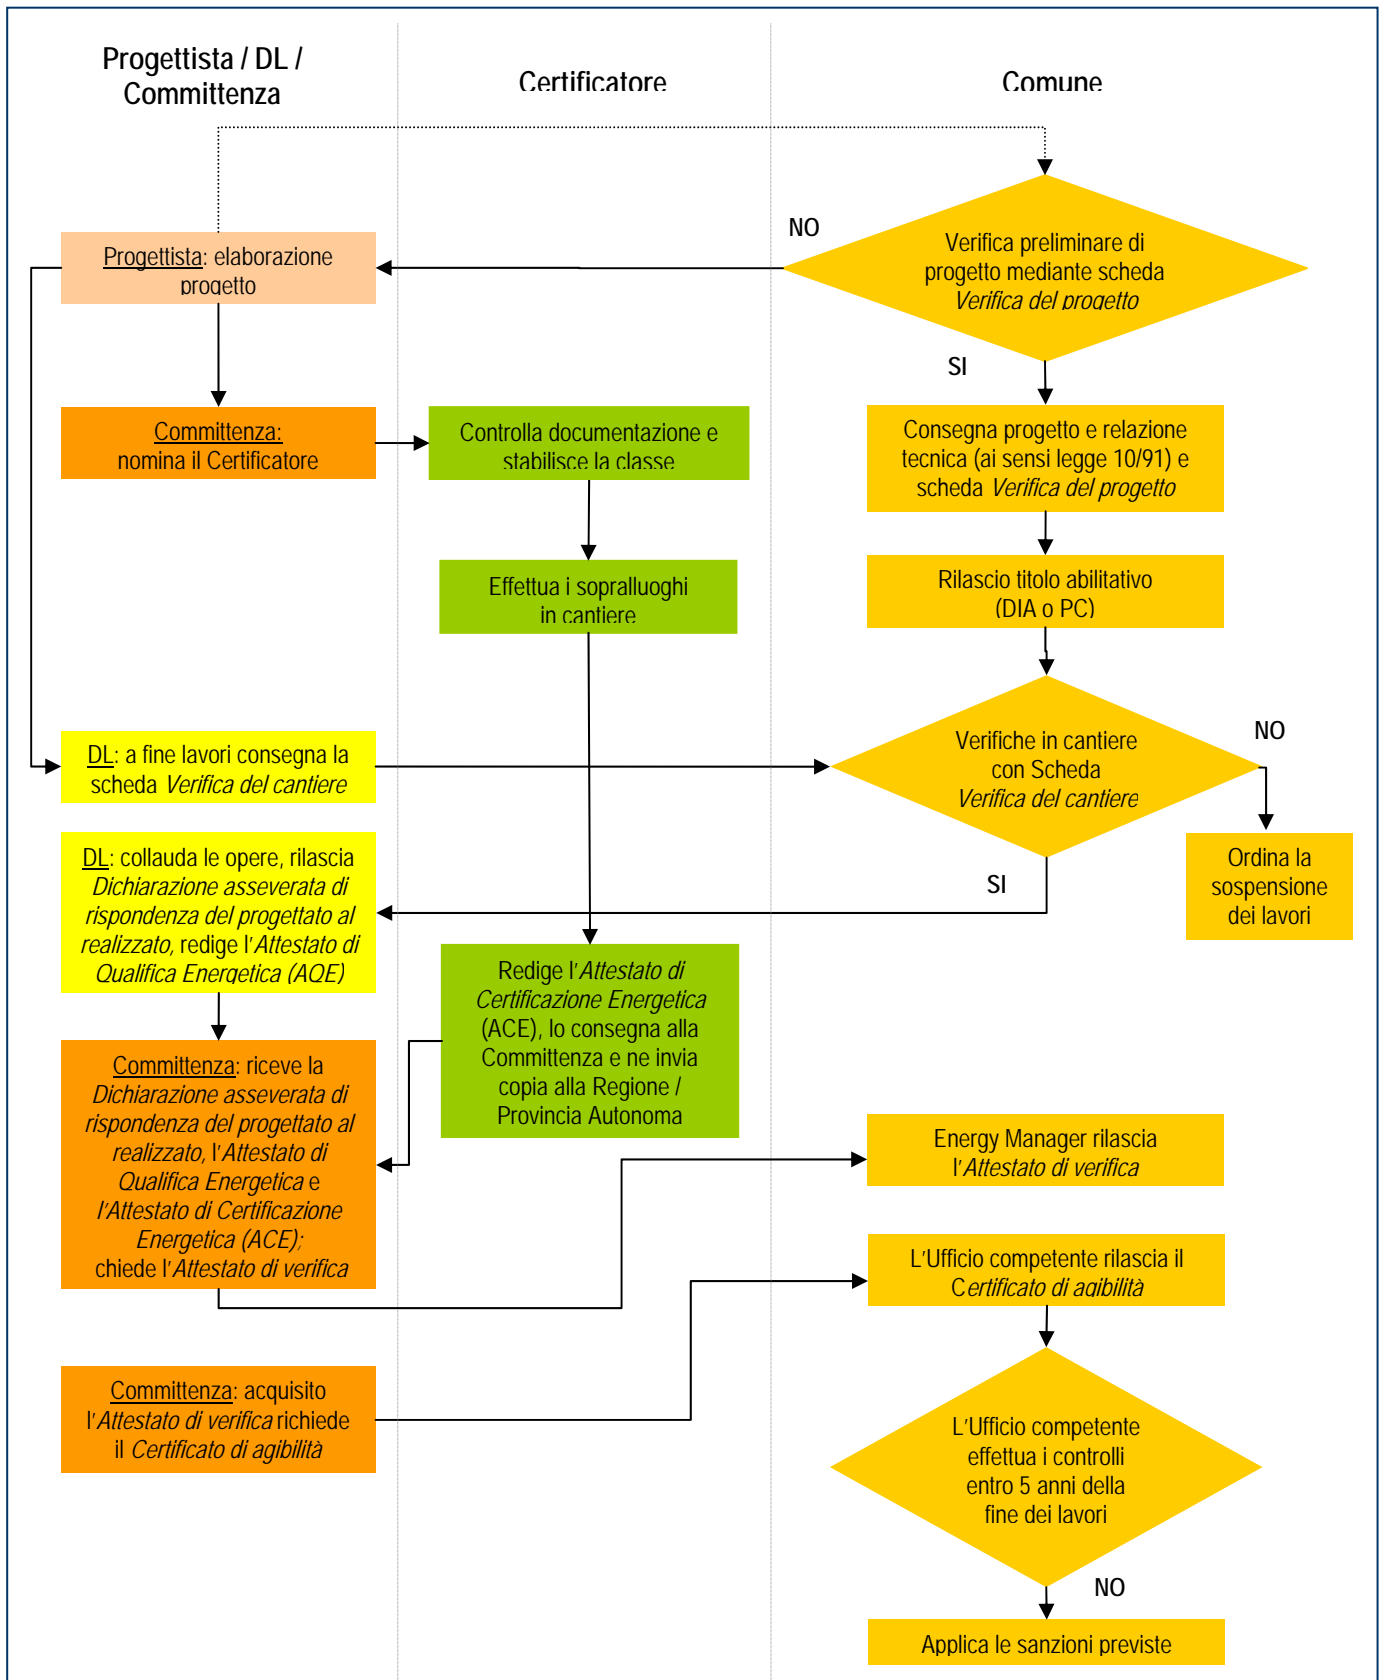 Progettista / DL /
Committenza
Certificatore
Comune
NO
Verifica preliminare di
progetto mediante scheda
Verifica del progetto
Progettista: elaborazione
progetto
SI
Committenza:
nomina il Certificatore
Controlla documentazione e
stabilisce la classe
Consegna progetto e relazione
tecnica (ai sensi legge 10/91) e
scheda Verifica del progetto
Effettua i sopralluoghi
in cantiere
Rilascio titolo abilitativo
(DIA o PC)
DL: a fine lavori consegna la
scheda Verifica del cantiere
Verifiche in cantiere
con Scheda
Verifica del cantiere
NO
Ordina la
sospensione
dei lavori
SI
DL: collauda le opere, rilascia
Dichiarazione asseverata di
rispondenza del progettato al
realizzato, redige l'Attestato di
Qualifica Energetica (AQE)
Redige l'Attestato di
Certificazione Energetica
(ACE), lo consegna alla
Committenza e ne invia
copia alla Regione /
Provincia Autonoma
Committenza: riceve la
Dichiarazione asseverata di
rispondenza del progettato al
realizzato, l'Attestato di
Qualifica Energetica e
l'Attestato di Certificazione
Energetica (ACE);
chiede l'Attestato di verifica
Energy Manager rilascia
l'Attestato di verifica
L'Ufficio competente rilascia il
Certificato di agibilità
Committenza: acquisito
l'Attestato di verifica richiede
il Certificato di agibilità
L'Ufficio competente
effettua i controlli
entro 5 anni della
fine dei lavori
NO
Applica le sanzioni previste